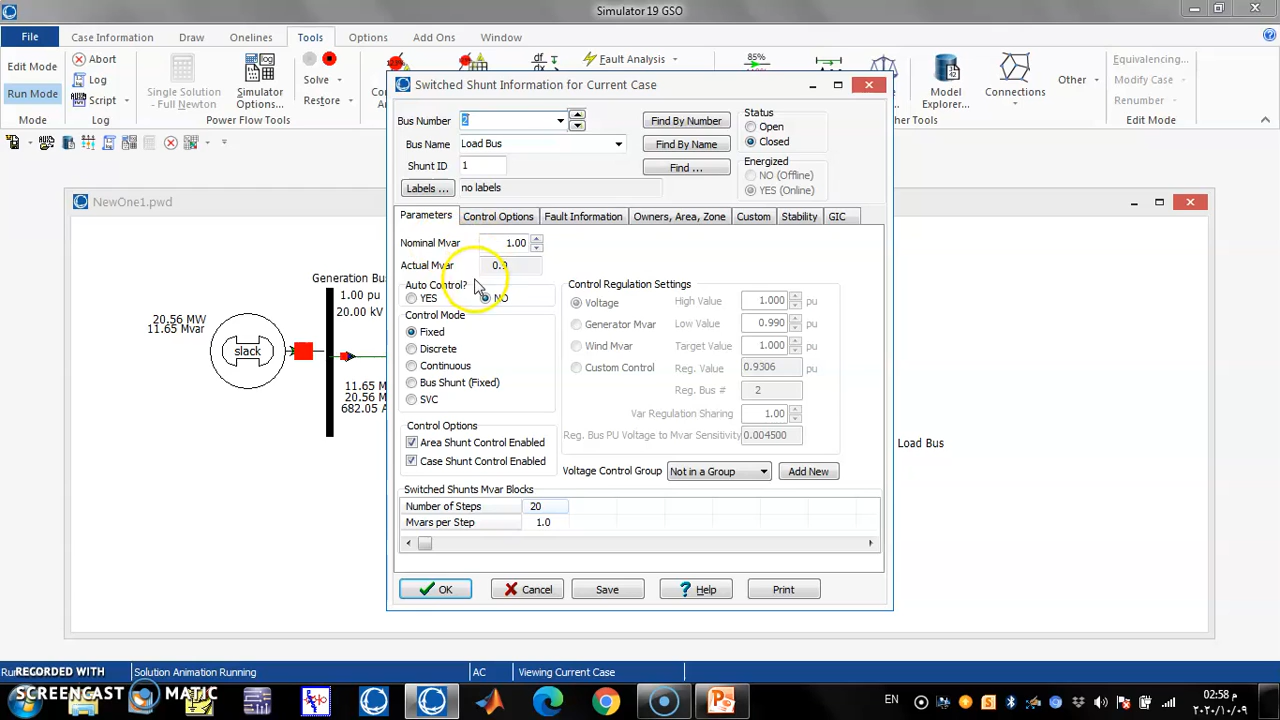 Simulator 19 GSO
File Case Information Draw Onelines Tools Options Add Ons Window
Edit Mode
Run Mode
Mode
Abort
Log
Script
Log
Single Solution
- Full Newton
Simulator
Options...
Solve
Restore
Fault Analysis
85%
Model
Explorer...
Connections
Other
Equivalencing...
Modify Case
Renumber
Edit Mode
NewOne1.pwd
Generation Bus
1.00 pu
20.00 kV
20.56 MW
11.65 Mvar
slack
11.65 M
20.56 M
682.05 A
Load Bus
Switched Shunt Information for Current Case
Bus Number 2 Find By Number
Bus Name Load Bus Find By Name
Shunt ID 1 Find ...
Labels ... no labels
Status
Open
Closed
Energized
NO (Offline)
YES (Online)
Parameters Control Options Fault Information Owners, Area, Zone Custom Stability GIC
Nominal Mvar 1.00
Actual Mvar 0.9
Auto Control?
YES NO
Control Mode
Fixed
Discrete
Continuous
Bus Shunt (Fixed)
SVC
Control Options
Area Shunt Control Enabled
Case Shunt Control Enabled
Control Regulation Settings
Voltage High Value 1.000 pu
Generator Mvar Low Value 0.990 pu
Wind Mvar Target Value 1.000 pu
Custom Control Reg. Value 0.9306 pu
Reg. Bus # 2
Var Regulation Sharing 1.00
Reg. Bus PU Voltage to Mvar Sensitivity 0.004500
Voltage Control Group Not in a Group Add New
Switched Shunts Mvar Blocks
Number of Steps 20
Mvars per Step 1.0
OK Cancel Save Help Print
Solution Animation Running AC Viewing Current Case
RECORDED WITH
SCREENCAST MATIC
EN
02:58 م
٢٠٢٠/١٠/٠٩